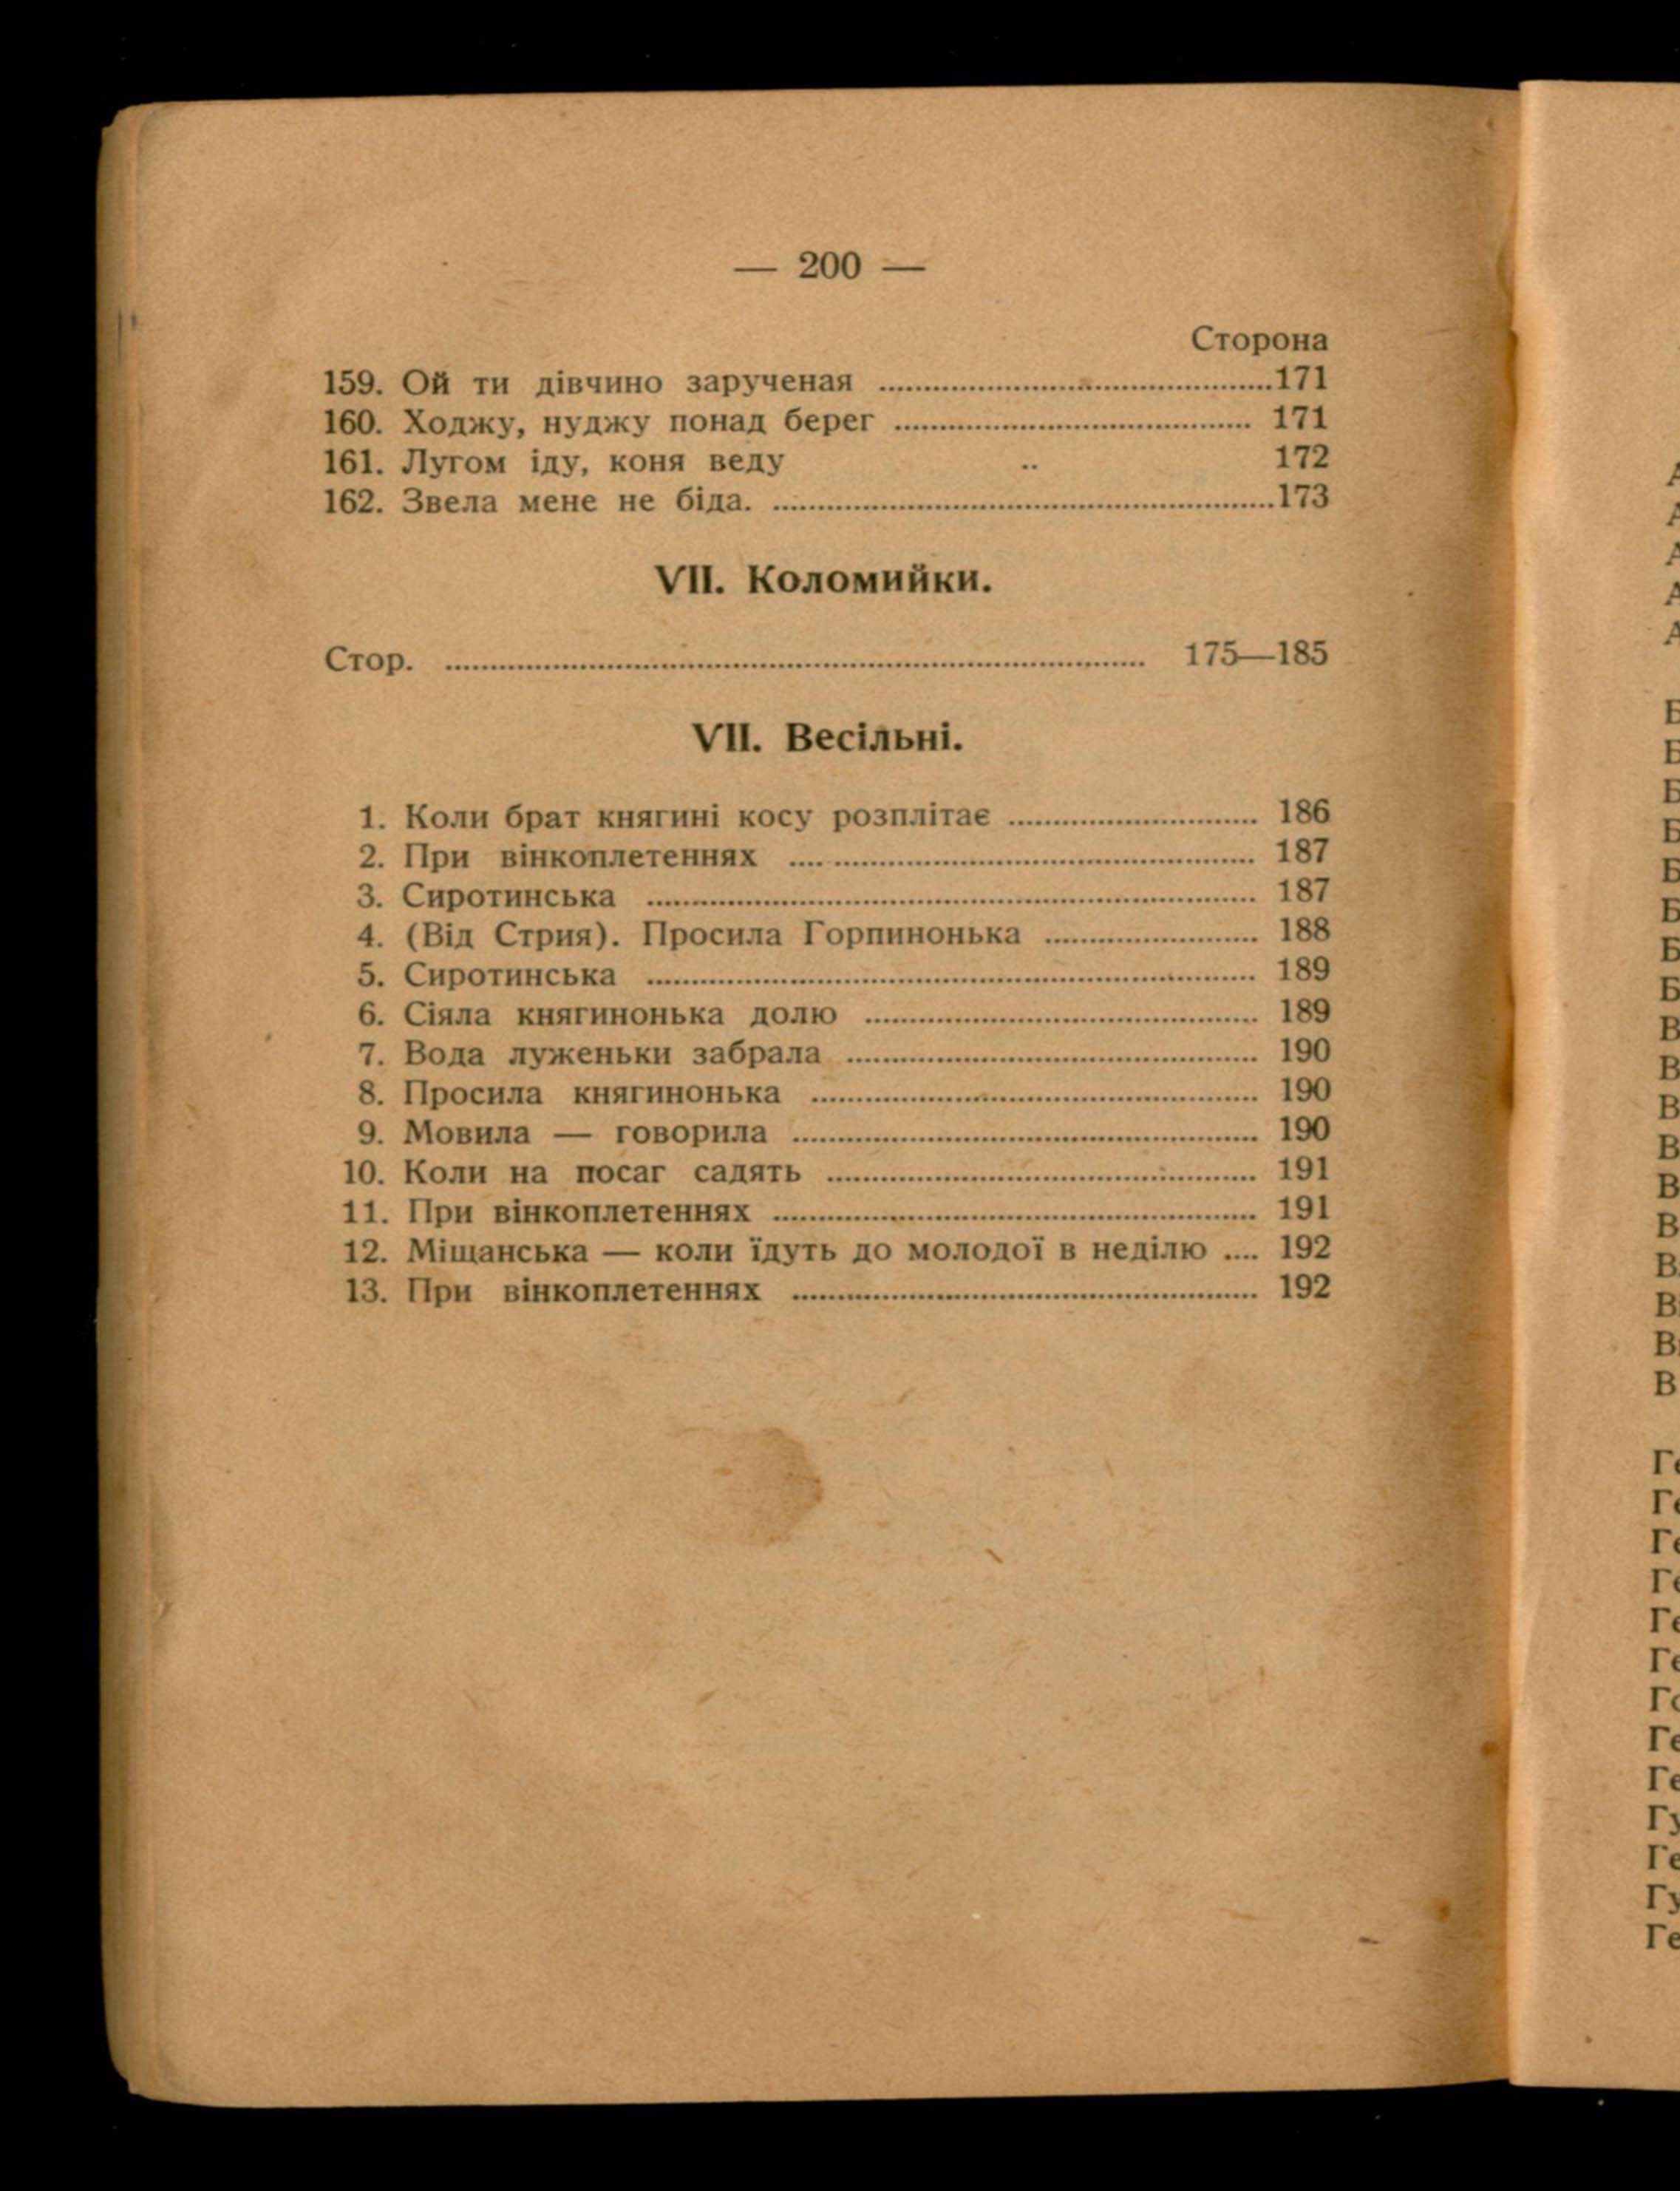 — 200 —
Сторона
159. Ой ти дівчино зарученая ........................................171
160. Ходжу, нуджу понад берег ........................................ 171
161. Лугом іду, коня веду .. 172
162. Звела мене не біда. ........................................173
VII. Коломийки.
Стор. ........................................ 175—185
VII. Весільні.
1. Коли брат княгині косу розплітає ........................................ 186
2. При вінкоплетеннях ........................................ 187
3. Сиротинська ........................................ 187
4. (Від Стрия). Просила Горпинонька ........................................ 188
5. Сиротинська ........................................ 189
6. Сіяла княгинонька долю ........................................ 189
7. Вода луженьки забрала ........................................ 190
8. Просила княгинонька ........................................ 190
9. Мовила — говорила ........................................ 190
10. Коли на посаг садять ........................................ 191
11. При вінкоплетеннях ........................................ 191
12. Міщанська — коли їдуть до молодої в неділю .... 192
13. При вінкоплетеннях ........................................ 192